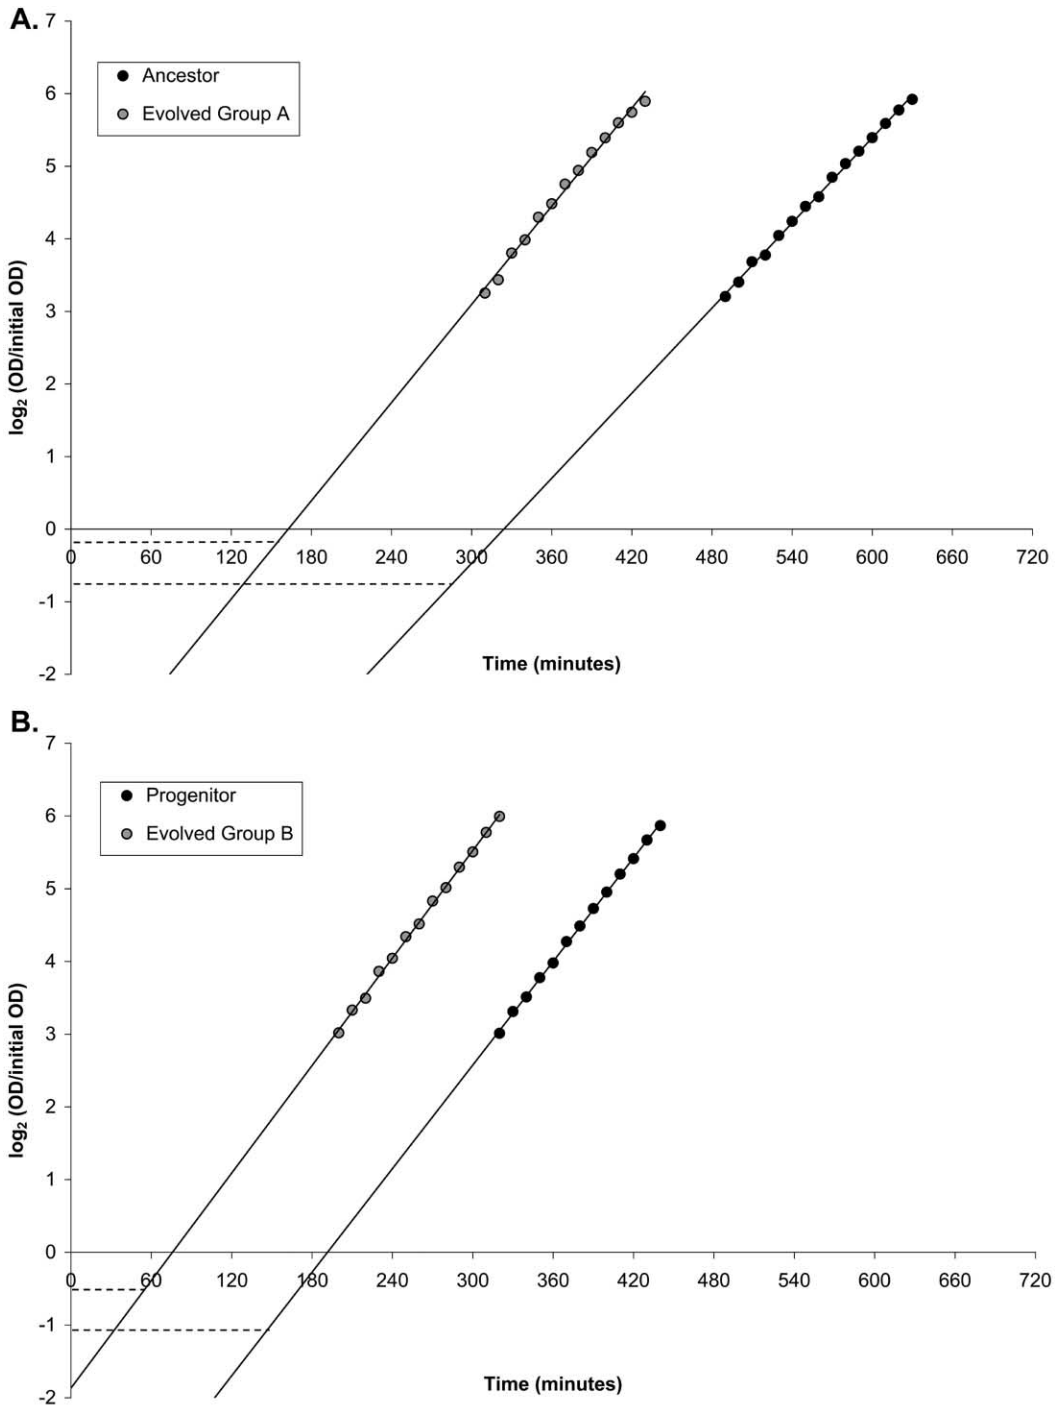 A.
7
Ancestor
6
Evolved Group A
5
4
3
2
1
0
0 60 120 180 240 300 360 420 480 540 600 660 720
-1
-2
Time (minutes)
log₂ (OD/initial OD)
B.
7
Progenitor
6
Evolved Group B
5
4
3
2
1
0
0 60 120 180 240 300 360 420 480 540 600 660 720
-1
-2
Time (minutes)
log₂ (OD/initial OD)